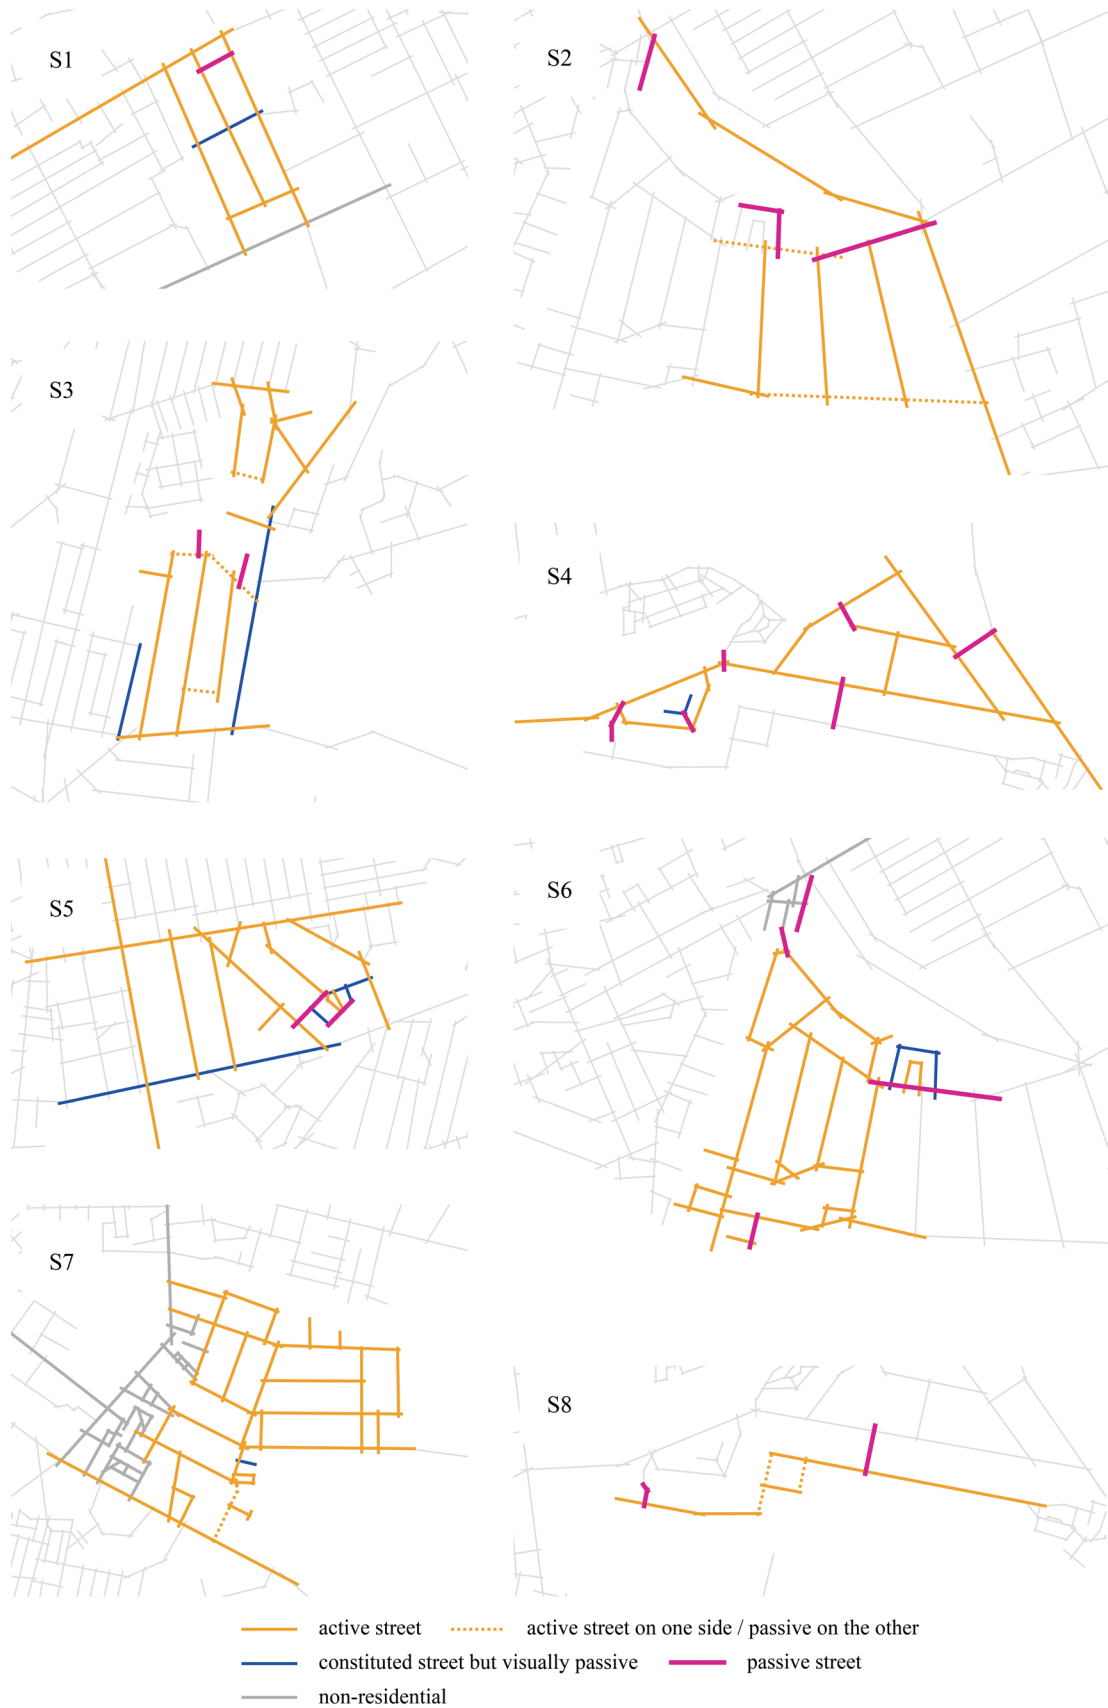 S1
S2
S3
S4
S5
S6
S7
S8
active street
active street on one side / passive on the other
constituted street but visually passive
passive street
non-residential